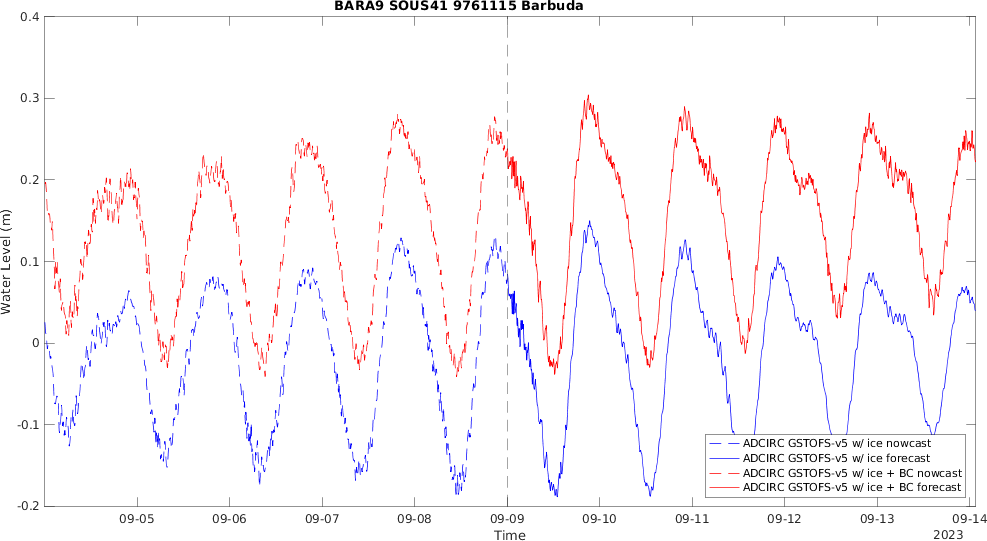 BARA9 SOUS41 9761115 Barbuda
0.4
0.3
0.2
0.1
0
-0.1
-0.2
Water Level (m)
ADCIRC GSTOFS-v5 w/ ice nowcast
ADCIRC GSTOFS-v5 w/ ice forecast
ADCIRC GSTOFS-v5 w/ ice + BC nowcast
ADCIRC GSTOFS-v5 w/ ice + BC forecast
09-05 09-06 09-07 09-08 09-09 09-10 09-11 09-12 09-13 09-14
Time 2023